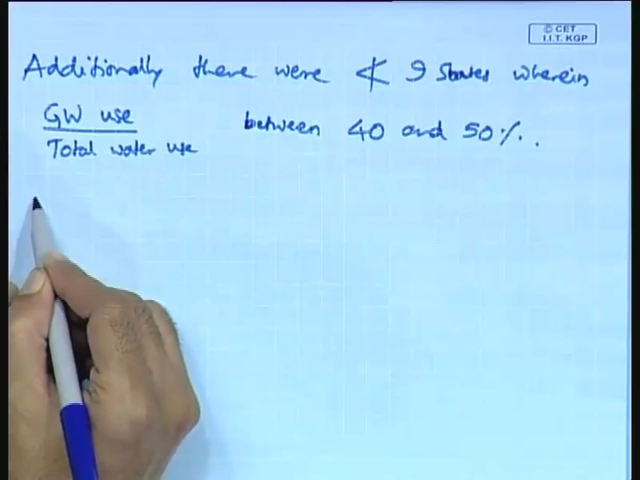 © CET
I.I.T. KGP
Additionally there were ≮ 9 States wherein
GW use
Total water use
between 40 and 50%.